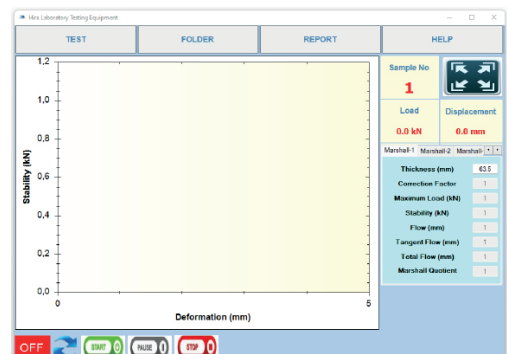 Hira Laboratory Testing Equipment
TEST FOLDER REPORT HELP
Sample No
1
Load Displacement
0.0 kN 0.0 mm
Marshall-1 Marshall-2 Marshall-
Thickness (mm) 63.5
Correction Factor 1
Maximum Load (kN) 1
Stability (kN) 1
Flow (mm) 1
Tangent Flow (mm) 1
Total Flow (mm) 1
Marshall Quotient 1
Stability (kN)
1,2
1,0
0,8
0,6
0,4
0,2
0,0
0 5
Deformation (mm)
OFF START PAUSE STOP